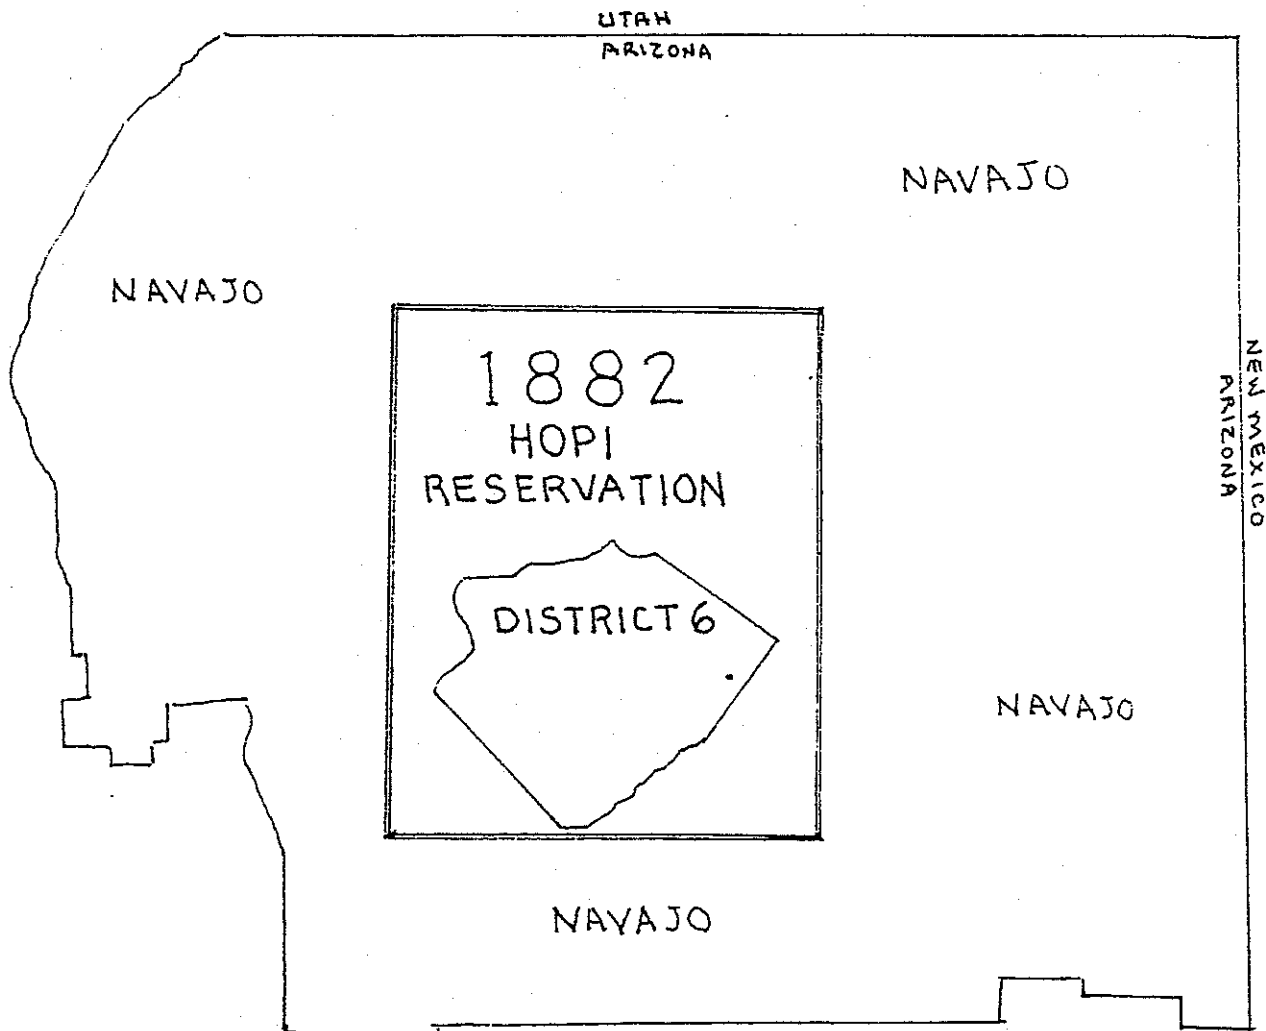 UTAH
ARIZONA
NAVAJO
NAVAJO
1882
HOPI
RESERVATION
NEW MEXICO
ARIZONA
DISTRICT 6
NAVAJO
NAVAJO